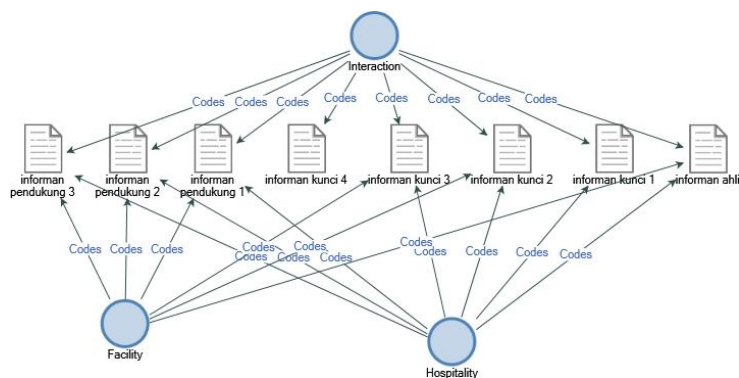 Interaction
Codes Codes Codes Codes Codes Codes Codes Codes
informan pendukung 3
informan pendukung 2
informan pendukung 1
informan kunci 4
informan kunci 3
informan kunci 2
informan kunci 1
informan ahli
Codes Codes Codes Codes Codes Codes
Codes Codes Codes Codes Codes Codes Codes
Facility
Hospitality